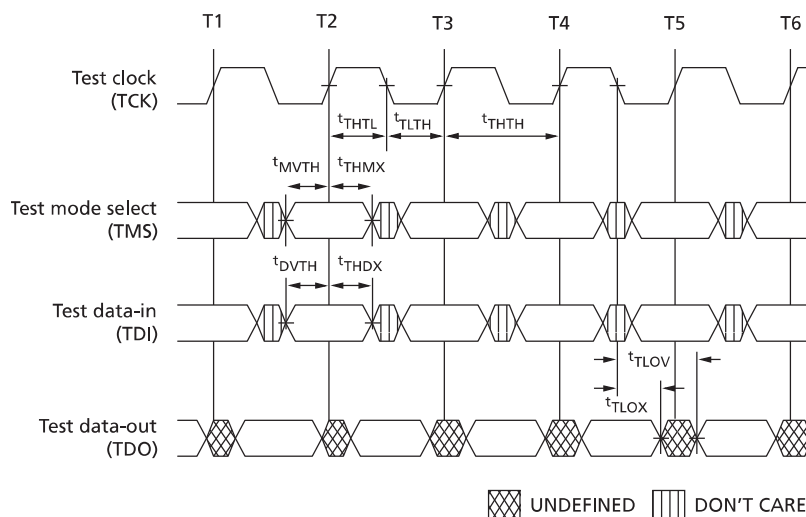 T1 T2 T3 T4 T5 T6
Test clock
(TCK)
tTHTL tTLTH tTHTH
tMVTH tTHMX
Test mode select
(TMS)
tDVTH tTHDX
Test data-in
(TDI)
tTLOV
tTLOX
Test data-out
(TDO)
UNDEFINED DON'T CARE